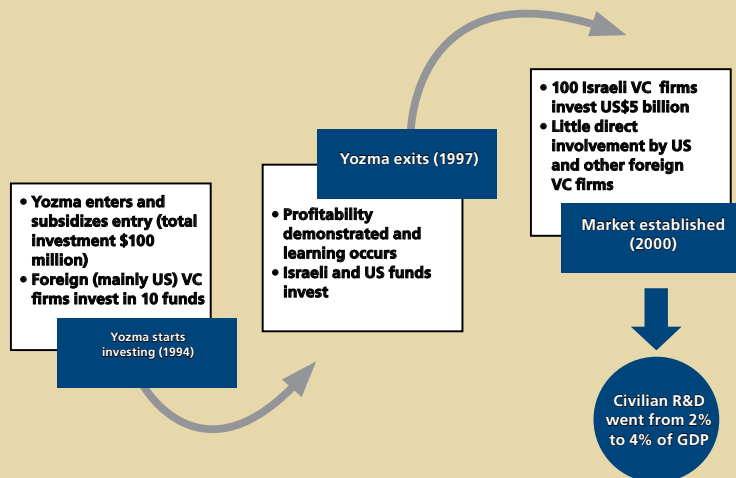 • Yozma enters and
subsidizes entry (total
investment $100
million)
• Foreign (mainly US) VC
firms invest in 10 funds
Yozma starts
investing (1994)
Yozma exits (1997)
• Profitability
demonstrated and
learning occurs
• Israeli and US funds
invest
• 100 Israeli VC firms
invest US$5 billion
• Little direct
involvement by US
and other foreign
VC firms
Market established
(2000)
Civilian R&D
went from 2%
to 4% of GDP